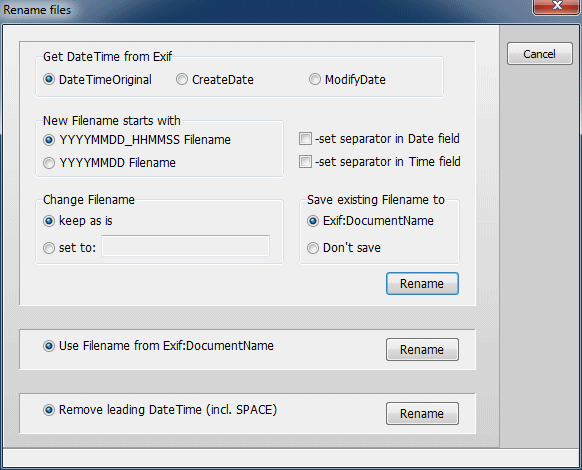 Rename files
Cancel
Get DateTime from Exif
DateTimeOriginal CreateDate ModifyDate
New Filename starts with
YYYYMMDD_HHMMSS Filename
YYYYMMDD Filename
-set separator in Date field
-set separator in Time field
Change Filename
keep as is
set to:
Save existing Filename to
Exif:DocumentName
Don't save
Rename
Use Filename from Exif:DocumentName
Rename
Remove leading DateTime (incl. SPACE)
Rename